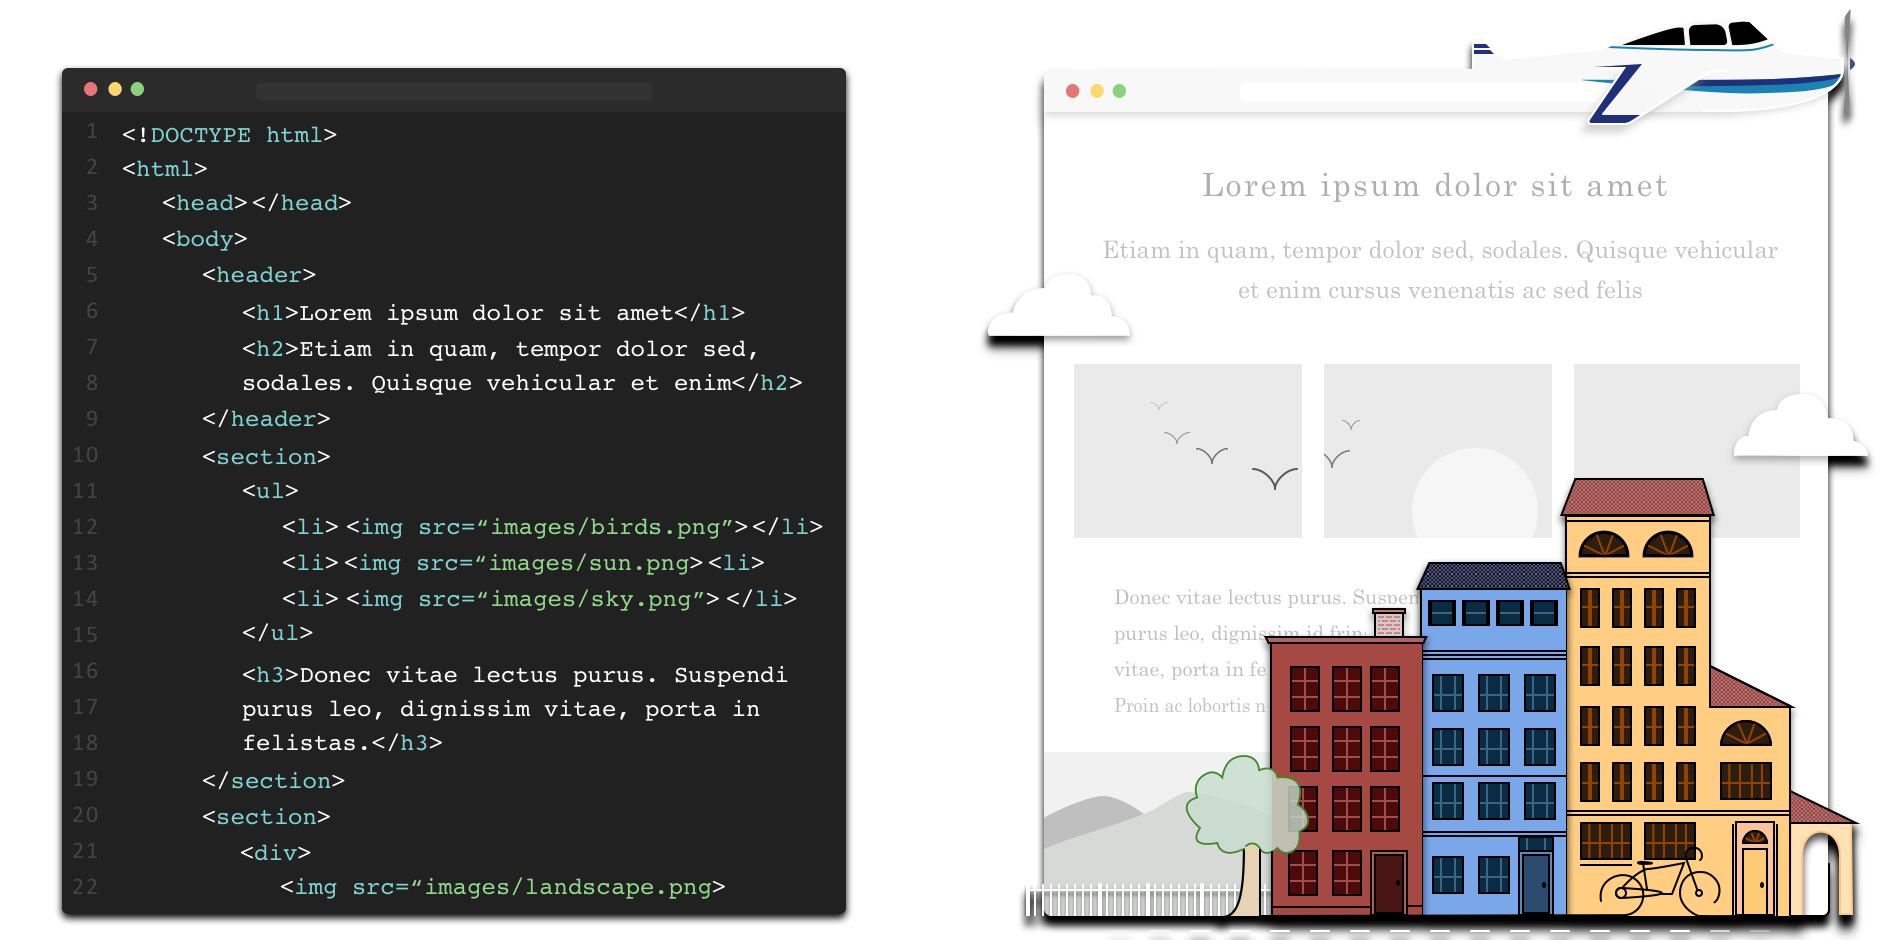 1 <!DOCTYPE html>
2 <html>
3 <head></head>
4 <body>
5 <header>
6 <h1>Lorem ipsum dolor sit amet</h1>
7 <h2>Etiam in quam, tempor dolor sed,
8 sodales. Quisque vehicular et enim</h2>
9 </header>
10 <section>
11 <ul>
12 <li><img src=“images/birds.png”></li>
13 <li><img src=“images/sun.png><li>
14 <li><img src=“images/sky.png”></li>
15 </ul>
16 <h3>Donec vitae lectus purus. Suspendi
17 purus leo, dignissim vitae, porta in
18 felistas.</h3>
19 </section>
20 <section>
21 <div>
22 <img src=“images/landscape.png>
Lorem ipsum dolor sit amet
Etiam in quam, tempor dolor sed, sodales. Quisque vehicular
et enim cursus venenatis ac sed felis
Donec vitae lectus purus. Suspen
purus leo, dignissim id frin
vitae, porta in fe
Proin ac lobortis n